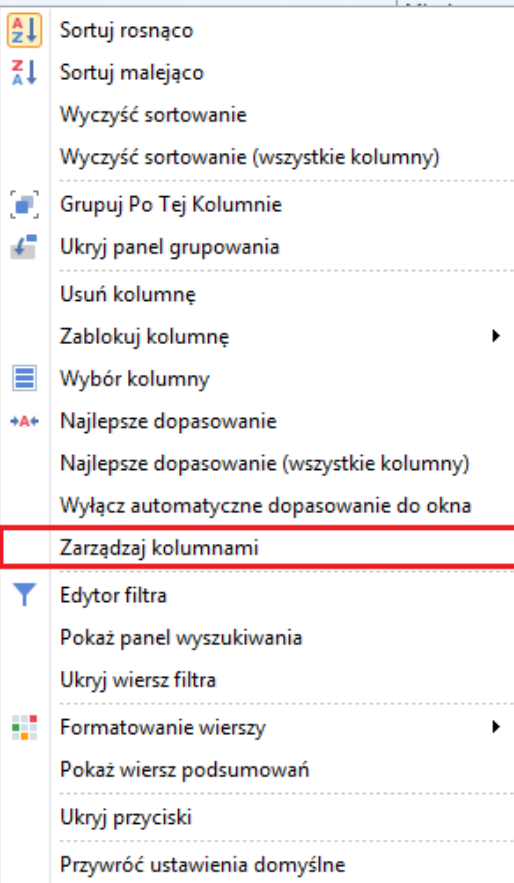 Sortuj rosnąco
Sortuj malejąco
Wyczyść sortowanie
Wyczyść sortowanie (wszystkie kolumny)
Grupuj Po Tej Kolumnie
Ukryj panel grupowania
Usuń kolumnę
Zablokuj kolumnę
Wybór kolumny
Najlepsze dopasowanie
Najlepsze dopasowanie (wszystkie kolumny)
Wyłącz automatyczne dopasowanie do okna
Zarządzaj kolumnami
Edytor filtra
Pokaż panel wyszukiwania
Ukryj wiersz filtra
Formatowanie wierszy
Pokaż wiersz podsumowań
Ukryj przyciski
Przywróć ustawienia domyślne